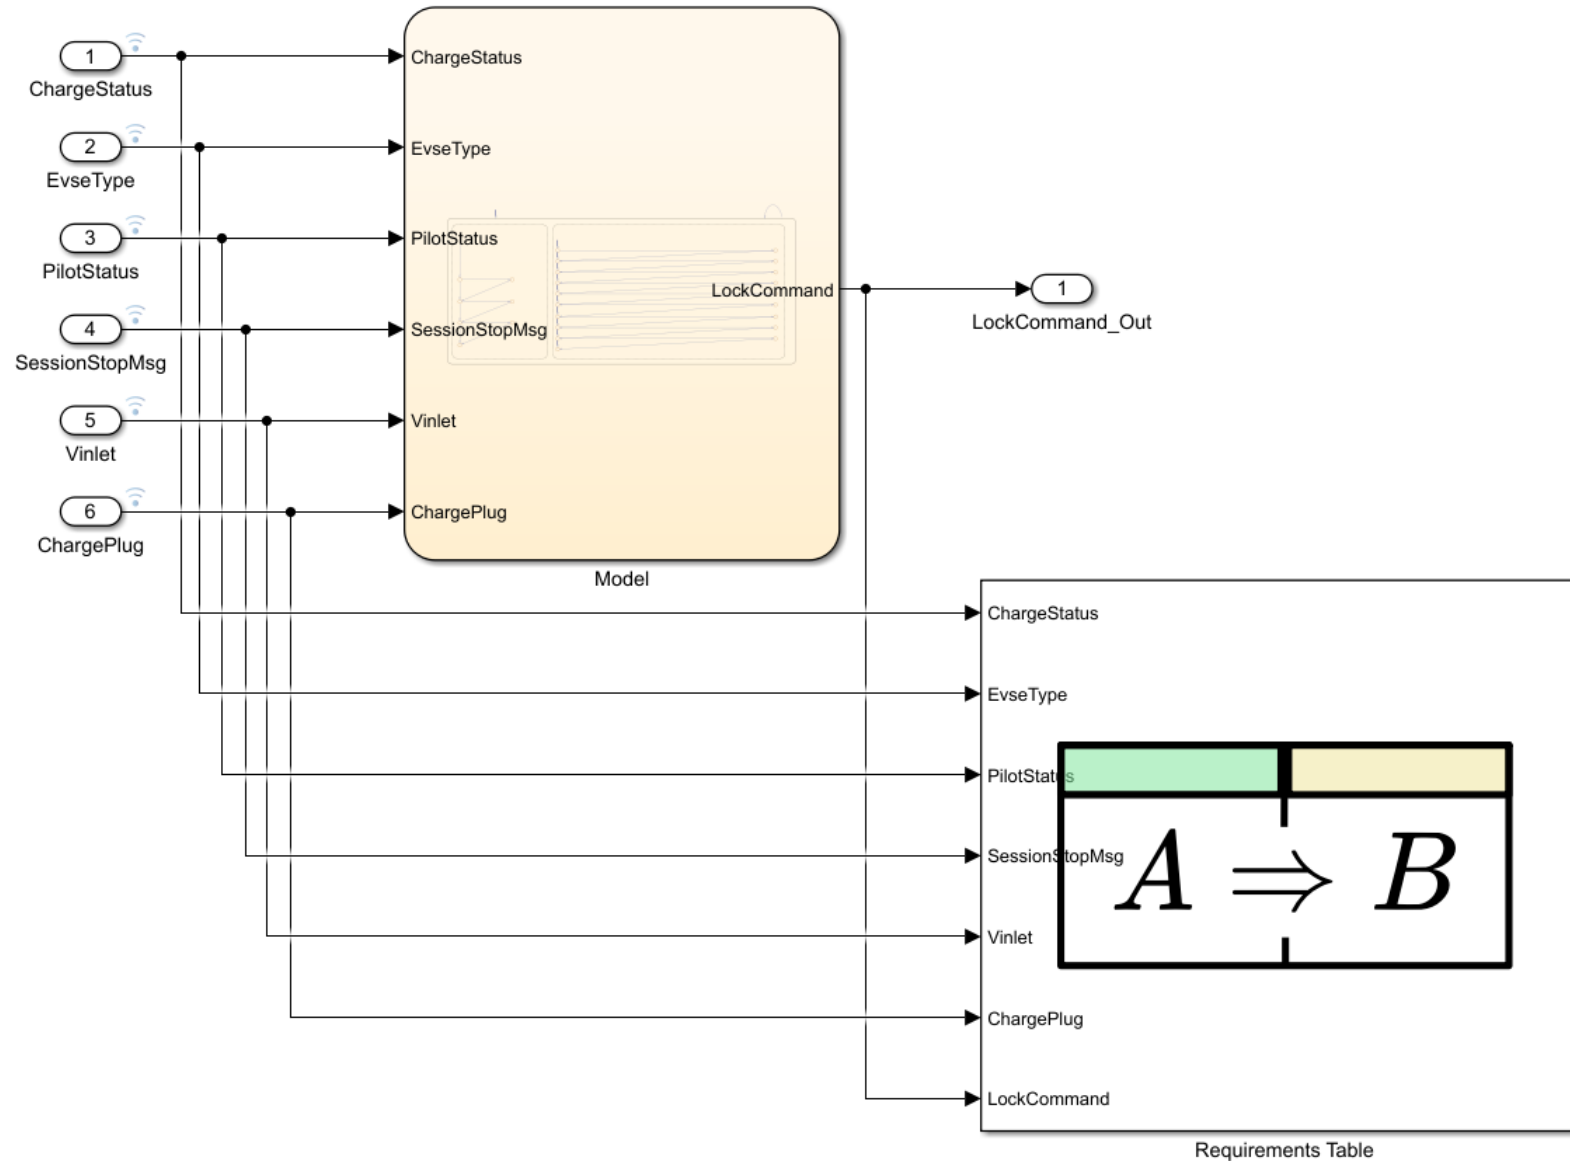 1
ChargeStatus
2
EvseType
3
PilotStatus
4
SessionStopMsg
5
Vinlet
6
ChargePlug
ChargeStatus
EvseType
PilotStatus
SessionStopMsg
Vinlet
ChargePlug
LockCommand
Model
1
LockCommand_Out
ChargeStatus
EvseType
PilotStatus
SessionStopMsg
Vinlet
ChargePlug
LockCommand
A ⇒ B
Requirements Table